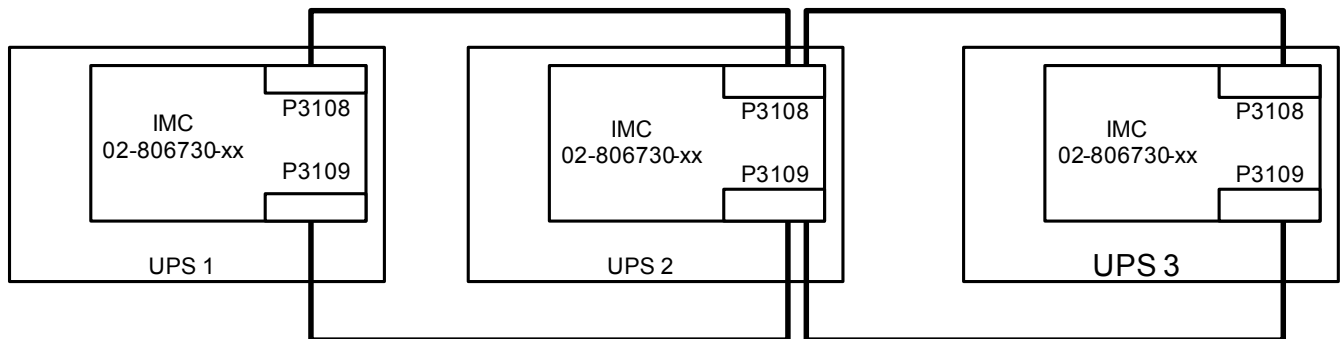 IMC
02-806730-xx
P3108
P3109
UPS 1
IMC
02-806730-xx
P3108
P3109
UPS 2
IMC
02-806730-xx
P3108
P3109
UPS 3